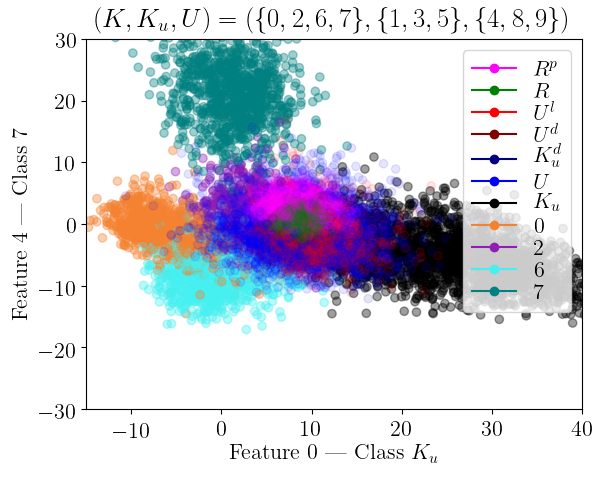 (K, K_u, U) = ({0, 2, 6, 7}, {1, 3, 5}, {4, 8, 9})
30
20
10
0
−10
−20
−30
Feature 4 — Class 7
R^p
R
U^l
U^d
K_u^d
U
K_u
0
2
6
7
−10
0
10
20
30
40
Feature 0 — Class K_u